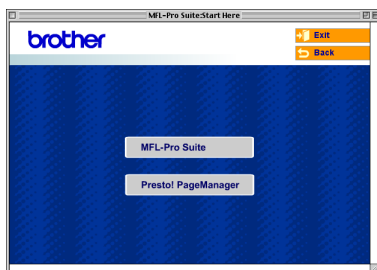 MFL-Pro Suite:Start Here
brother
Exit
Back
MFL-Pro Suite
Presto! PageManager